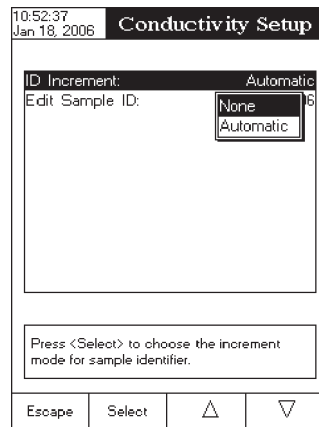 10:52:37
Jan 18, 2006
Conductivity Setup
ID Increment: Automatic
Edit Sample ID:
None
Automatic
Press <Select> to choose the increment
mode for sample identifier.
Escape Select △ ▽